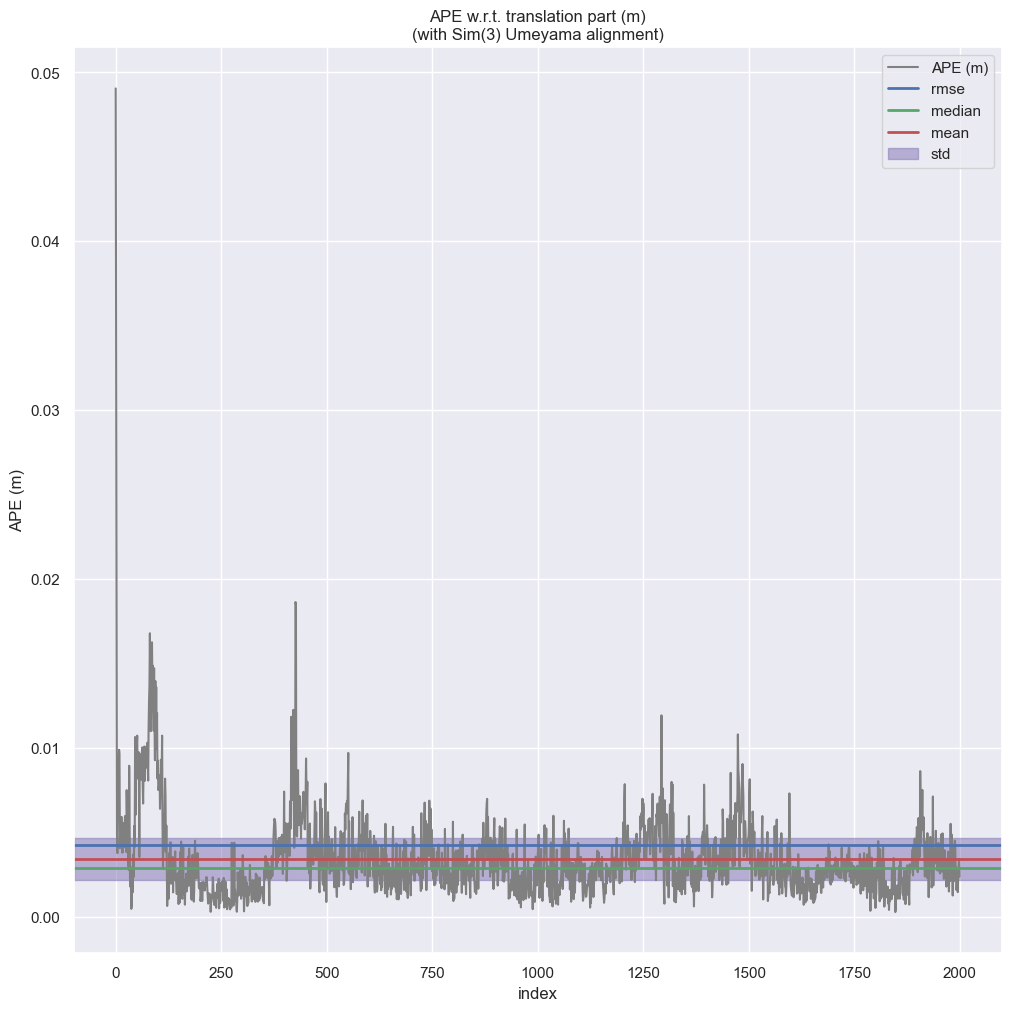 APE w.r.t. translation part (m)
(with Sim(3) Umeyama alignment)
APE (m)
rmse
median
mean
std
0.05
0.04
0.03
0.02
0.01
0.00
APE (m)
0
250
500
750
1000
1250
1500
1750
2000
index